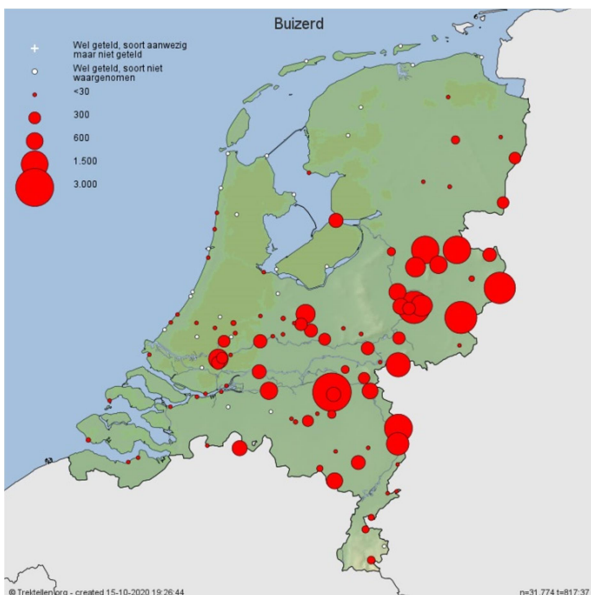 Buizerd
Wel geteld, soort aanwezig
maar niet geteld
Wel geteld, soort niet
waargenomen
<30
300
600
1.500
3.000
© Trektellen.org - created 15-10-2020 19:26:44
n=31.774 t=817:37